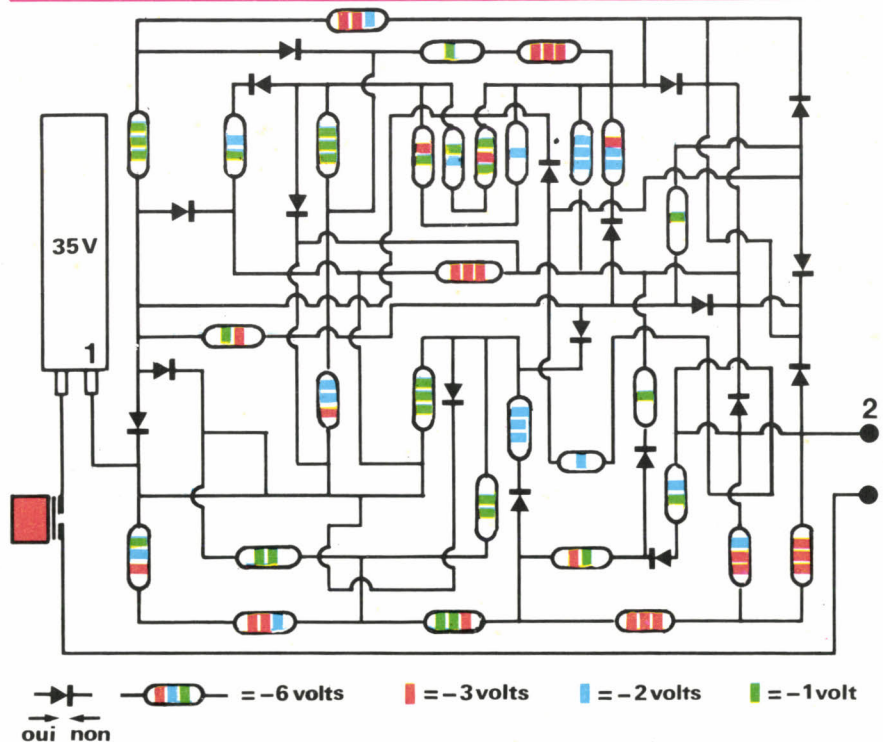 35V
1
2
= -6 volts
= -3 volts
= -2 volts
= -1 volt
oui non